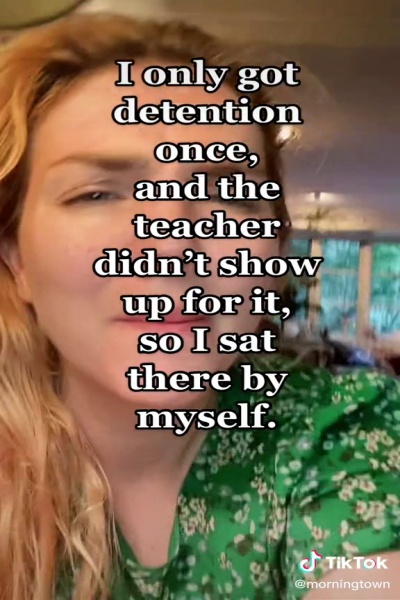 I only got
detention
once,
and the
teacher
didn’t show
up for it,
so I sat
there by
myself.
TikTok
@morningtown